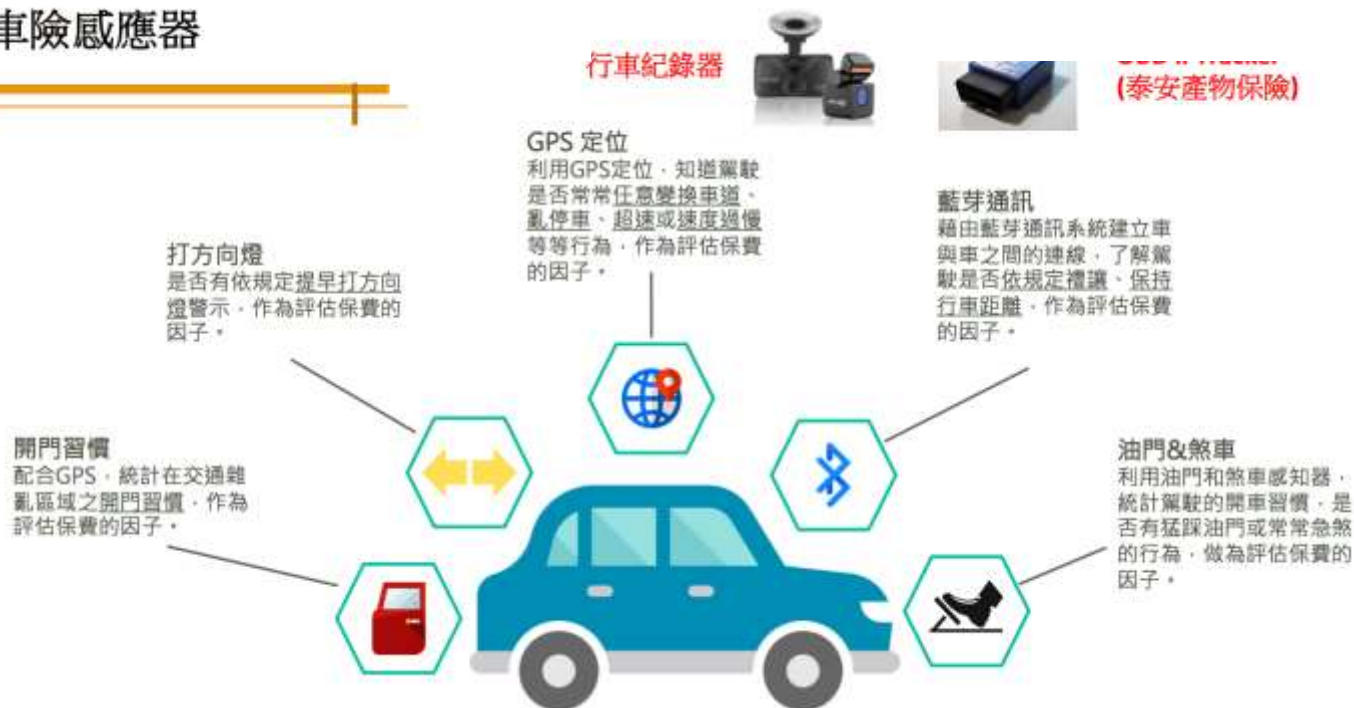 車險感應器
行車紀錄器
(泰安產物保險)
GPS 定位
利用GPS定位，知道駕駛
是否常常任意變換車道、
亂停車、超速或速度過慢
等等行為，作為評估保費
的因子。
藍芽通訊
藉由藍芽通訊系統建立車
與車之間的連線，了解駕
駛是否依規定禮讓、保持
行車距離，作為評估保費
的因子。
打方向燈
是否有依規定提早打方向
燈警示，作為評估保費的
因子。
開門習慣
配合GPS，統計在交通雜
亂區域之開門習慣，作為
評估保費的因子。
油門&煞車
利用油門和煞車感知器，
統計駕駛的開車習慣，是
否有猛踩油門或常常急煞
的行為，做為評估保費的
因子。